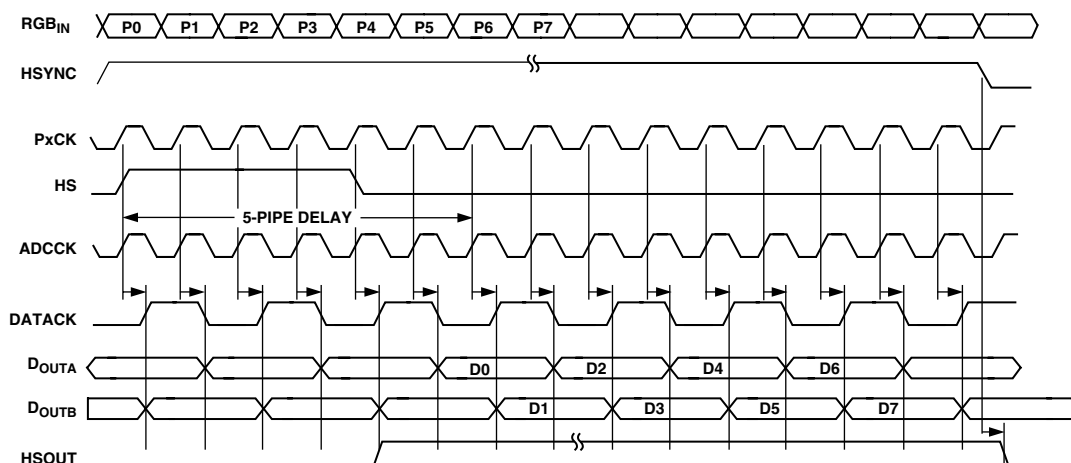 RGBIN P0 P1 P2 P3 P4 P5 P6 P7
HSYNC
PxCK
HS
5-PIPE DELAY
ADCCK
DATACK
DOUTA D0 D2 D4 D6
DOUTB D1 D3 D5 D7
HSOUT